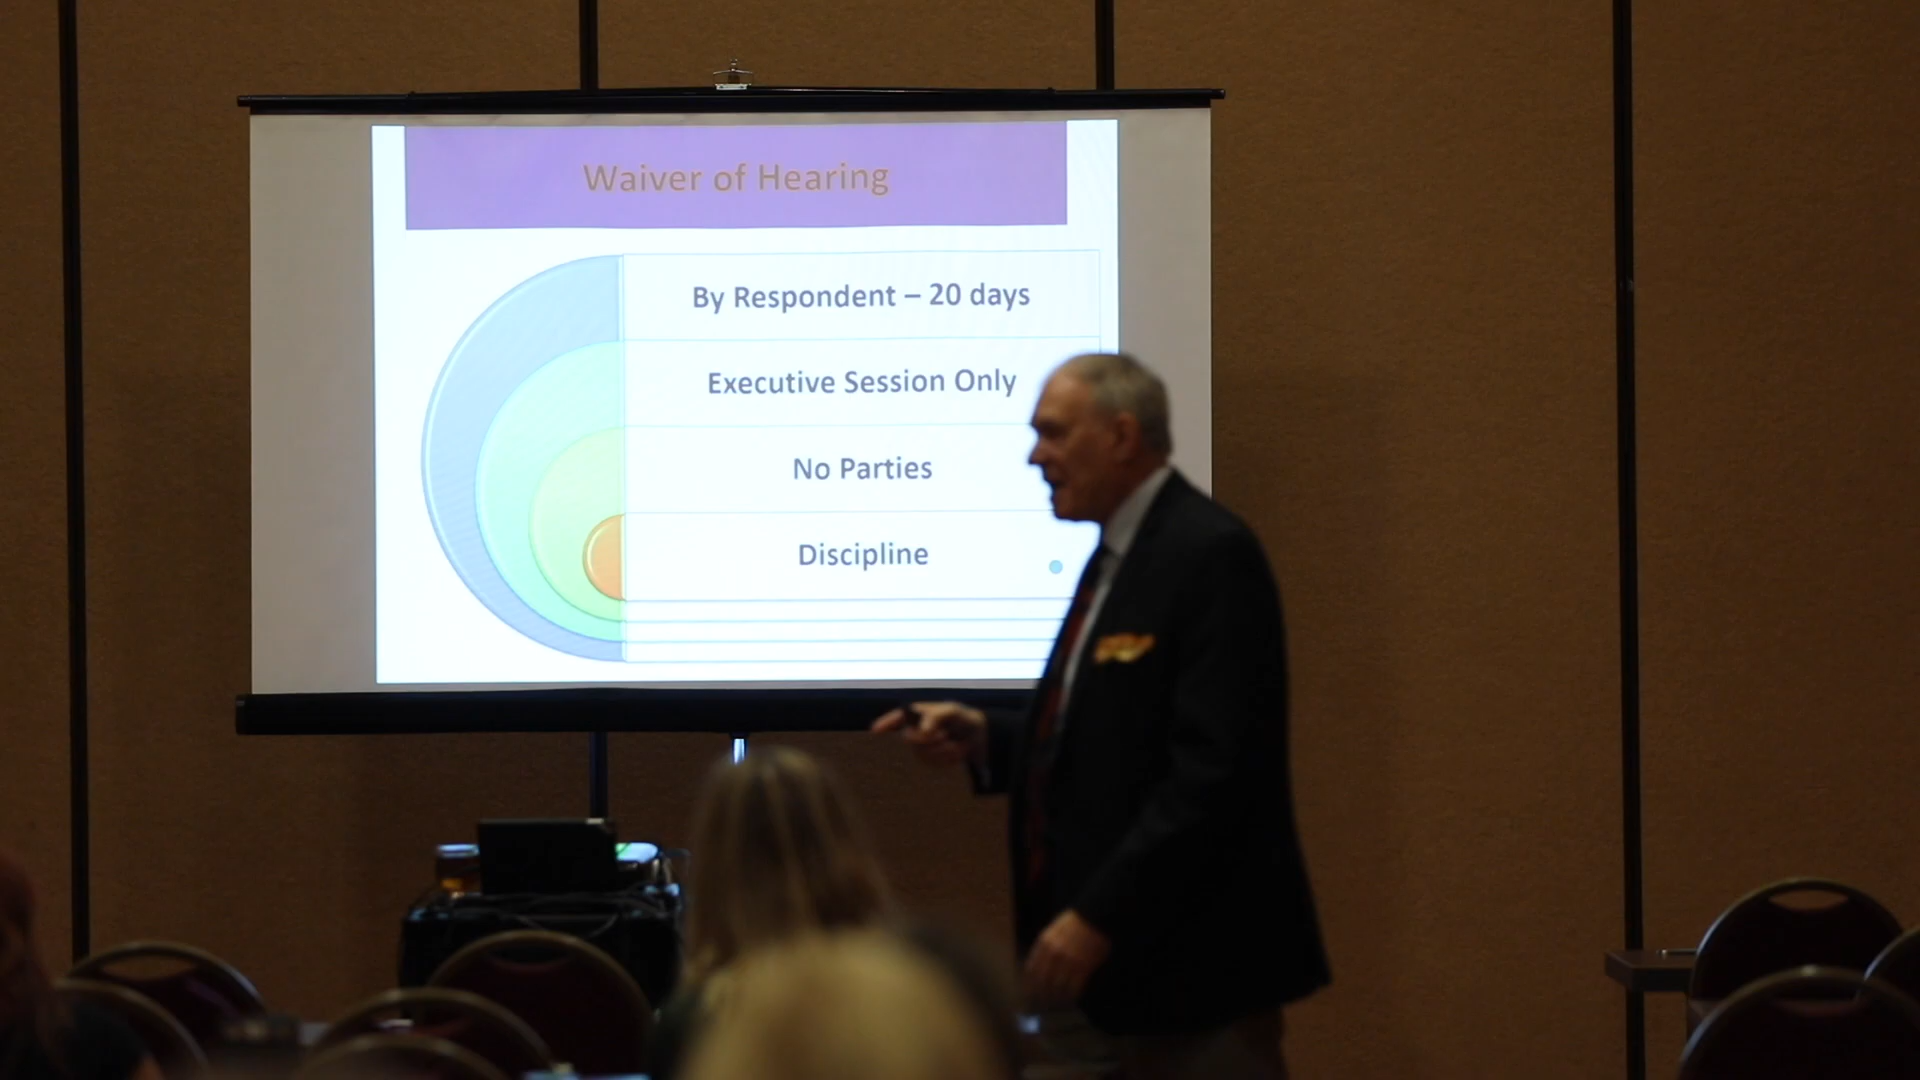 Waiver of Hearing
By Respondent – 20 days
Executive Session Only
No Parties
Discipline